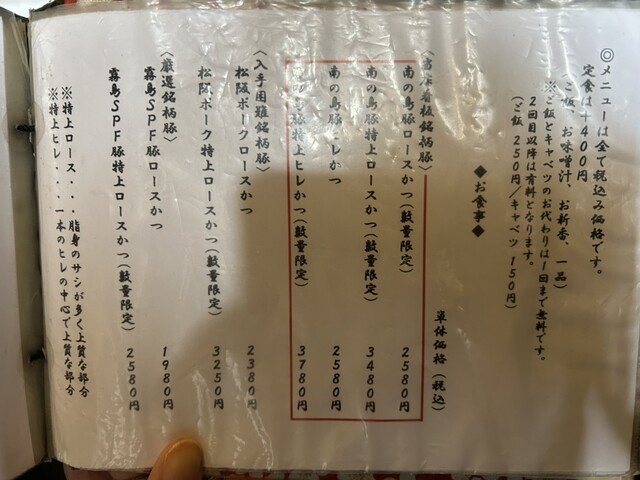 ◎メニューは全て税込み価格です。
定食は＋400円
（ご飯、お味噌汁、お新香、一品）
※ご飯とキャベツのお代わりは1回まで無料です。
2回目以降は有料となります。
（ご飯 250円／キャベツ 150円）
◆お食事◆
単体価格（税込）
看板銘柄豚〉
南の島豚ロースかつ（数量限定） 2580円
南の島豚特上ロースかつ（数量限定） 3480円
南の島豚ヒレかつ 2580円
の島豚特上ヒレかつ（数量限定） 3780円
〈入手困難銘柄豚〉
松阪ポークロースかつ 2380円
松阪ポーク特上ロースかつ（数量限定） 3250円
〈厳選銘柄豚〉
霧島SPF豚ロースかつ 1980円
霧島SPF豚特上ロースかつ（数量限定） 2580円
※特上ロース・・・脂身のサシが多く上質な部分
※特上ヒレ・・・・一本のヒレの中心で上質な部分